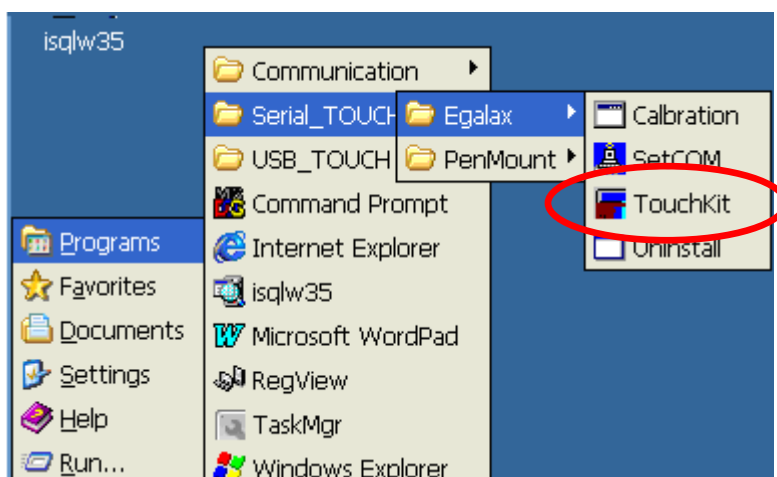 isqlw35
Communication
Serial_TOUCH
USB_TOUCH
Command Prompt
Internet Explorer
isqlw35
Microsoft WordPad
RegView
TaskMgr
Windows Explorer
Egalax
PenMount
Calbration
SetCOM
TouchKit
Uninstall
Programs
Favorites
Documents
Settings
Help
Run...